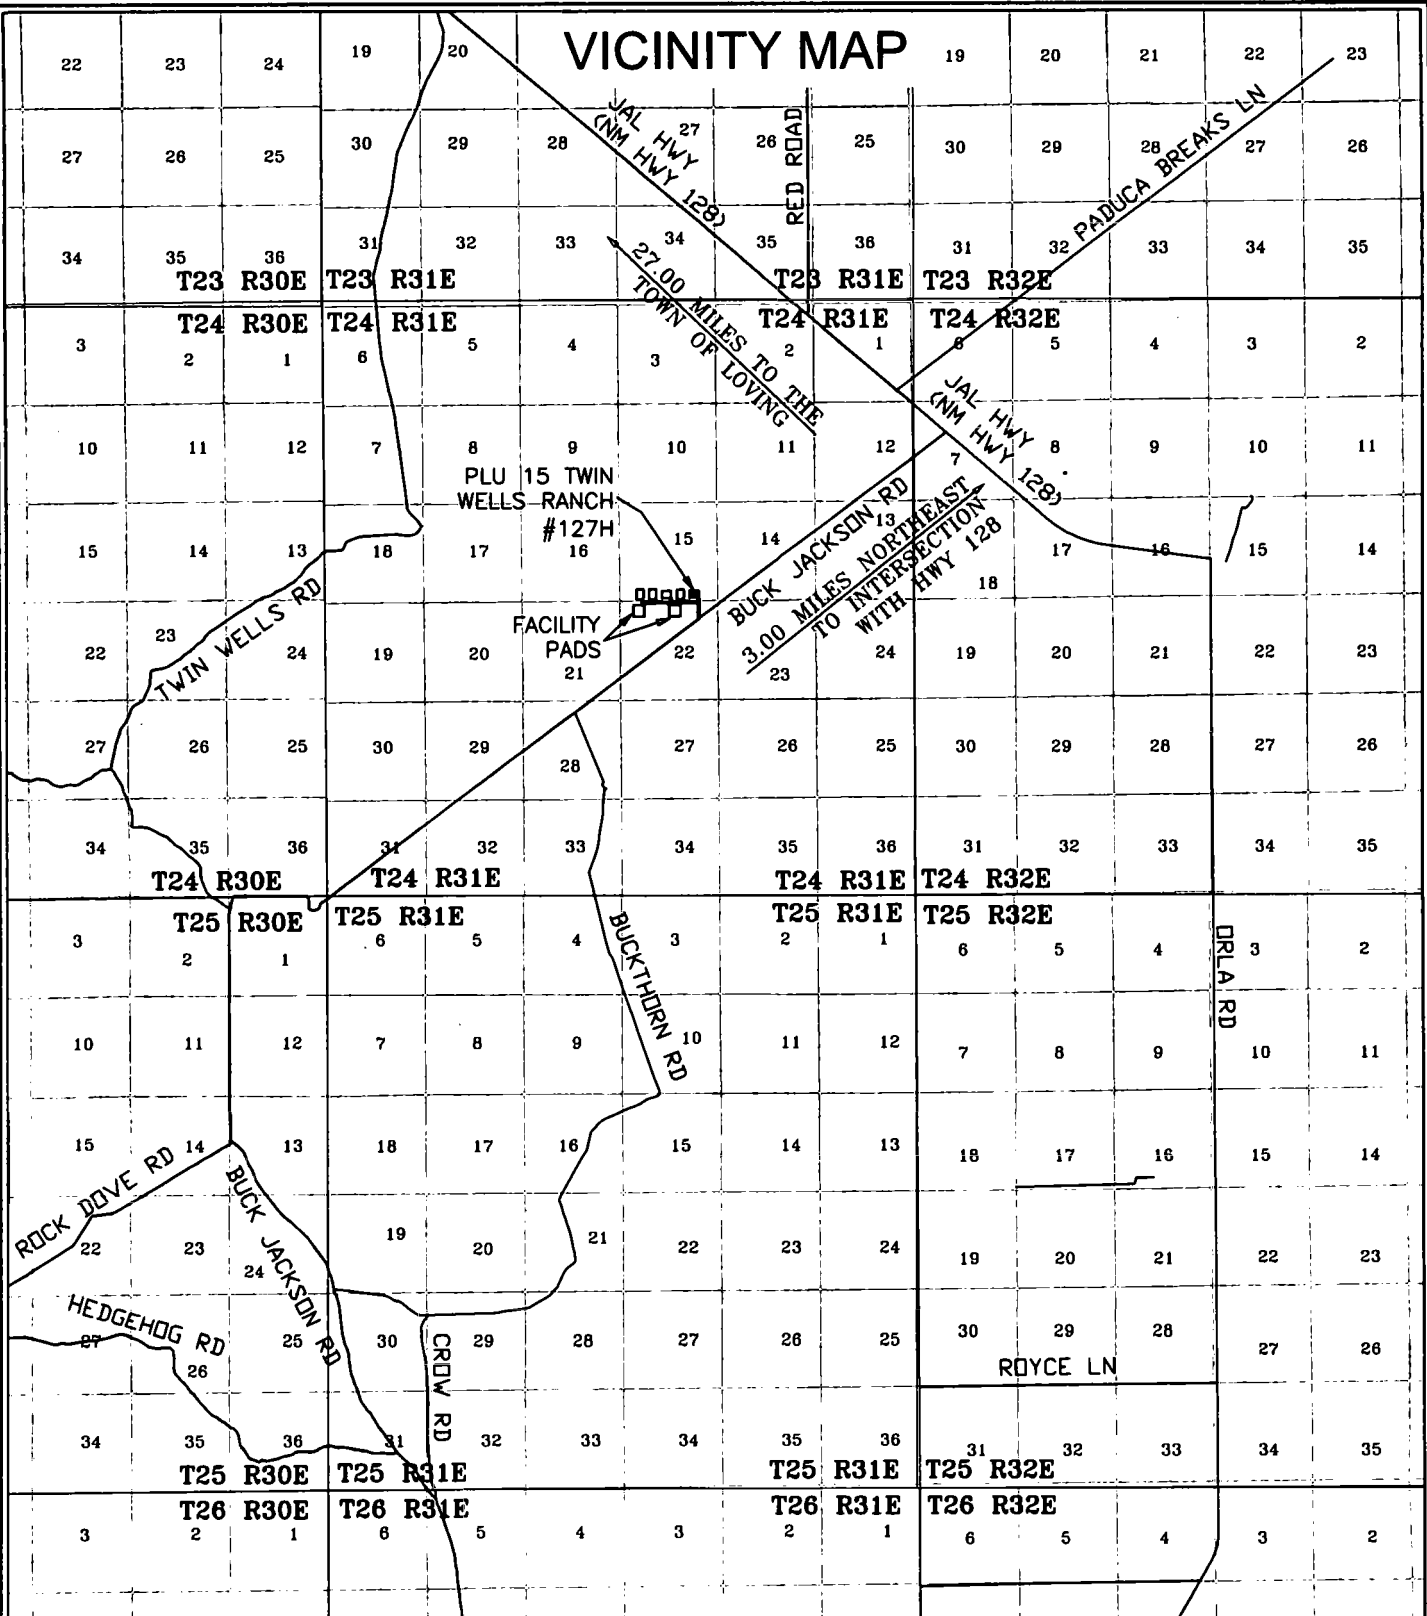 VICINITY MAP
22 23 24 19 20 19 20 21 22 23
JAL HWY
(NM HWY 128)
RED ROAD
PADUCA BREAKS LN
27 26 25 30 29 28 27 26 25 30 29 28 27 26
34 35 36 31 32 33 34 35 36 31 32 33 34 35
T23 R30E T23 R31E T23 R31E T23 R32E
27.00 MILES TO THE
TOWN OF LOVING
T24 R30E T24 R31E T24 R31E T24 R32E
3 2 1 6 5 4 3 2 1 6 5 4 3 2
JAL HWY
(NM HWY 128)
10 11 12 7 8 9 10 11 12 7 8 9 10 11
PLU 15 TWIN
WELLS RANCH
#127H
BUCK JACKSON RD
3.00 MILES NORTHEAST
TO INTERSECTION
WITH HWY 128
15 14 13 18 17 16 15 14 13 18 17 16 15 14
TWIN WELLS RD
FACILITY
PADS
22 23 24 19 20 21 22 23 24 19 20 21 22 23
27 26 25 30 29 28 27 26 25 30 29 28 27 26
34 35 36 31 32 33 34 35 36 31 32 33 34 35
T24 R30E T24 R31E T24 R31E T24 R32E
T25 R30E T25 R31E T25 R31E T25 R32E
3 2 1 6 5 4 3 2 1 6 5 4 3 2
BUCKTHORN RD
ORLA RD
10 11 12 7 8 9 10 11 12 7 8 9 10 11
15 14 13 18 17 16 15 14 13 18 17 16 15 14
ROCK DOVE RD
BUCK JACKSON RD
22 23 24 19 20 21 22 23 24 19 20 21 22 23
HEDGEHOG RD
CROW RD
27 26 25 30 29 28 27 26 25 30 29 28 27 26
ROYCE LN
34 35 36 31 32 33 34 35 36 31 32 33 34 35
T25 R30E T25 R31E T25 R31E T25 R32E
T26 R30E T26 R31E T26 R31E T26 R32E
3 2 1 6 5 4 3 2 1 6 5 4 3 2